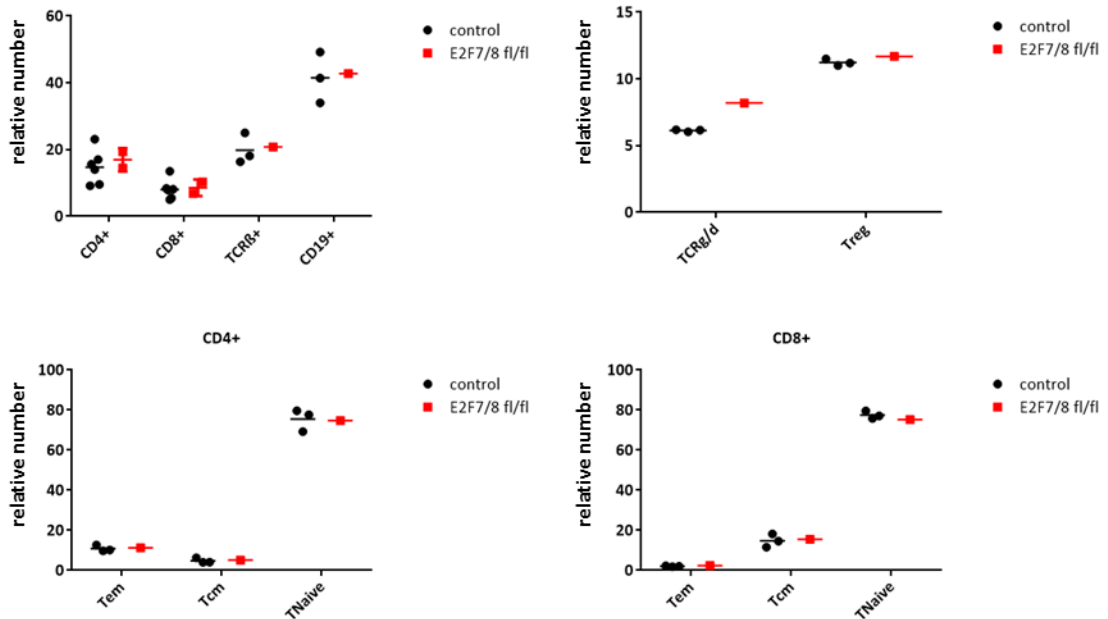 relative number
60
40
20
0
CD4+
CD8+
TCRß+
CD19+
control
E2F7/8 fl/fl
relative number
15
10
5
0
TCRg/d
Treg
control
E2F7/8 fl/fl
CD4+
relative number
100
80
60
40
20
0
Tem
Tcm
TNaive
control
E2F7/8 fl/fl
CD8+
relative number
100
80
60
40
20
0
Tem
Tcm
TNaive
control
E2F7/8 fl/fl